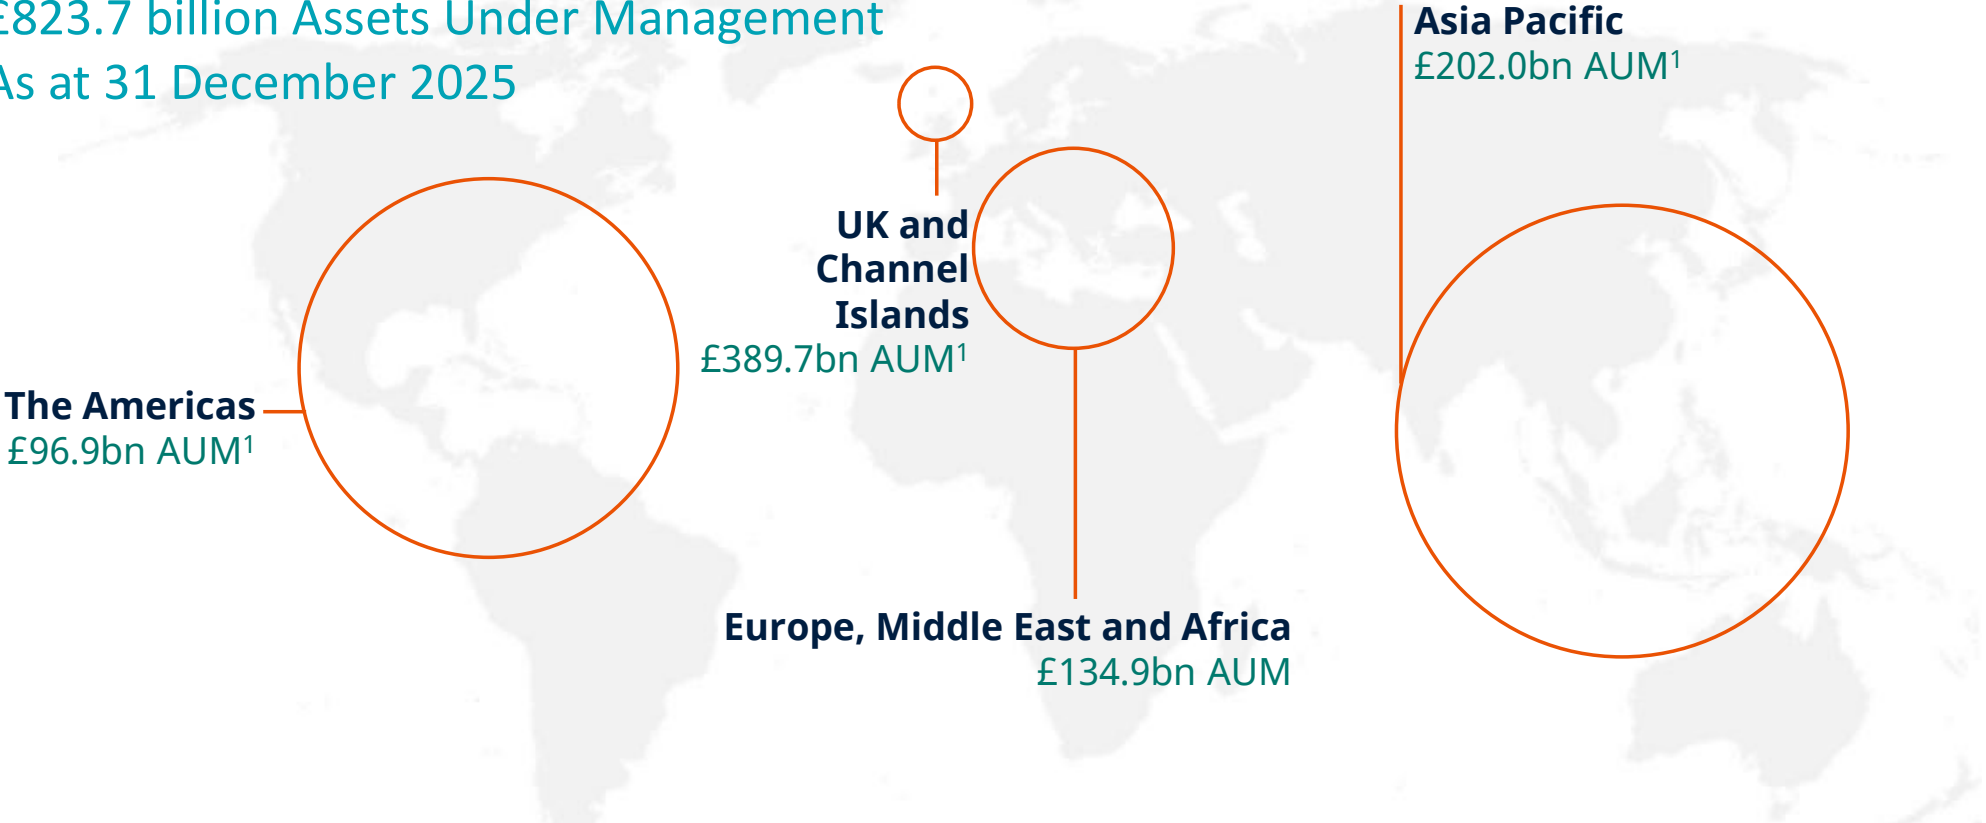 £823.7 billion Assets Under Management
As at 31 December 2025
Asia Pacific
£202.0bn AUM¹
UK and
Channel
Islands
£389.7bn AUM¹
The Americas
£96.9bn AUM¹
Europe, Middle East and Africa
£134.9bn AUM